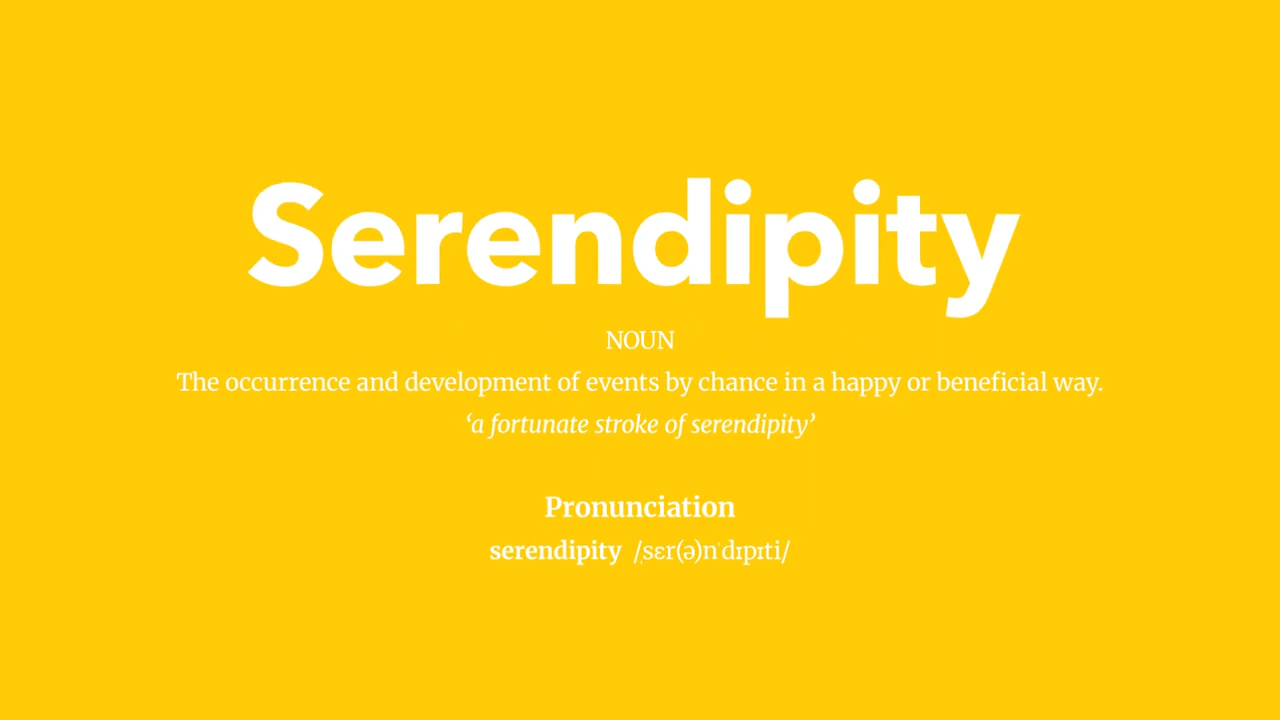 Serendipity
NOUN
The occurrence and development of events by chance in a happy or beneficial way.
‘a fortunate stroke of serendipity’
Pronunciation
serendipity /ˌsɛr(ə)nˈdɪpɪti/